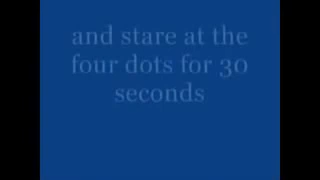 and stare at the
four dots for 30
seconds